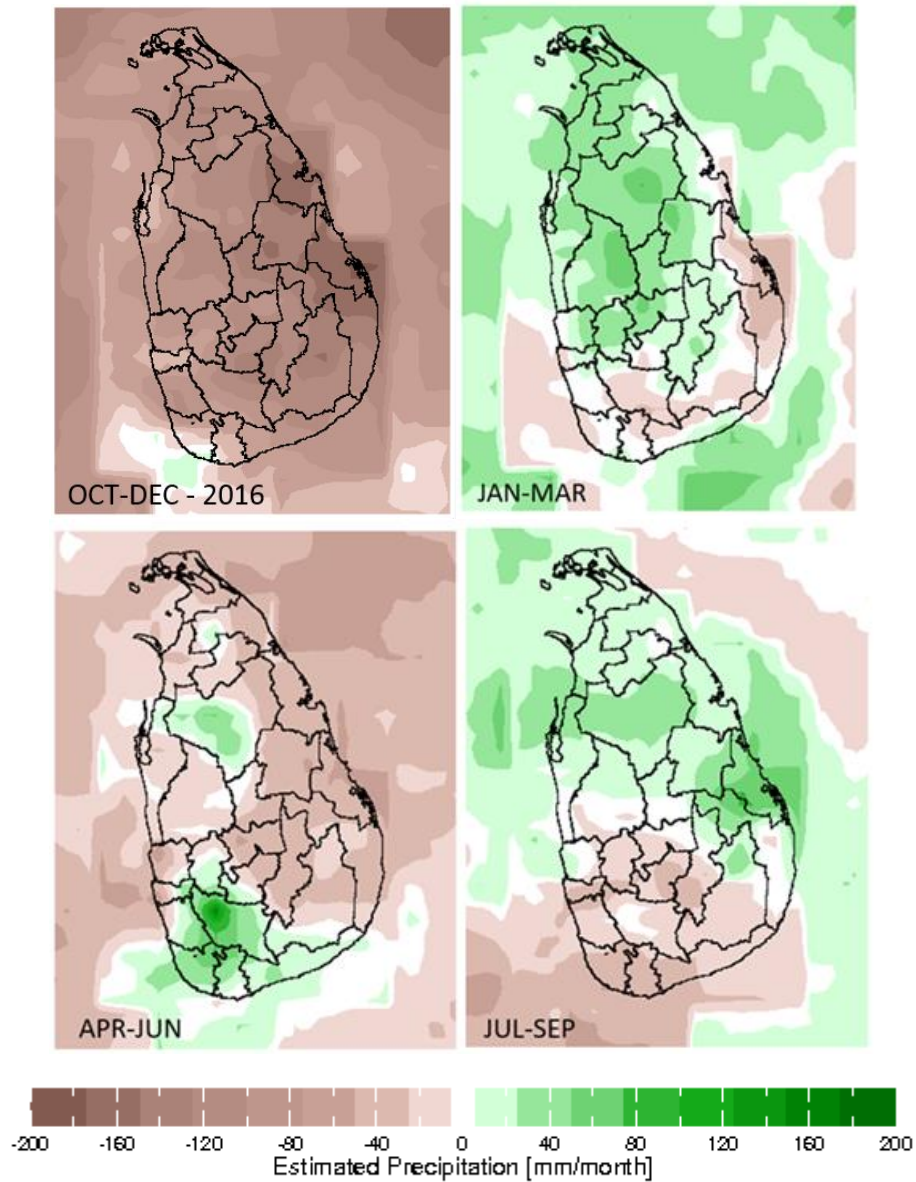 OCT-DEC - 2016
JAN-MAR
APR-JUN
JUL-SEP
-200 -160 -120 -80 -40 0 40 80 120 160 200
Estimated Precipitation [mm/month]